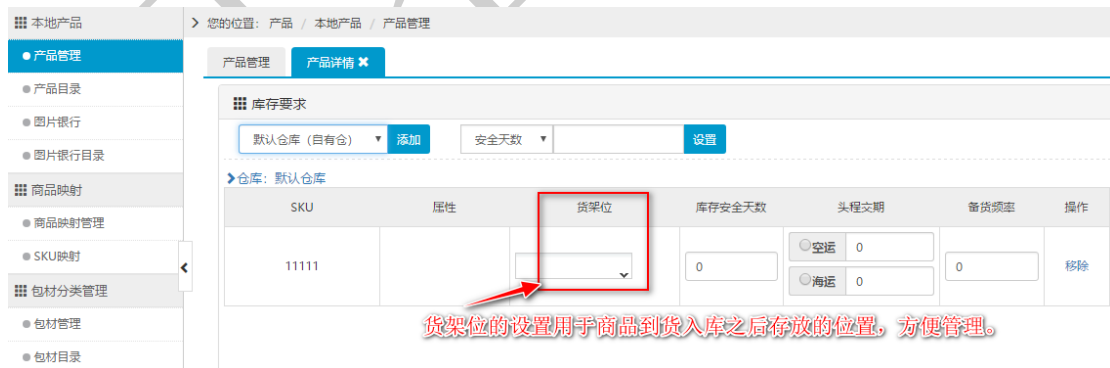 本地产品
您的位置： 产品 / 本地产品 / 产品管理
产品管理
产品目录
图片银行
图片银行目录
商品映射
商品映射管理
SKU映射
包材分类管理
包材管理
包材目录
产品管理 产品详情
库存要求
默认仓库（自有仓） 添加 安全天数 设置
仓库：默认仓库
SKU 属性 货架位 库存安全天数 头程交期 备货频率 操作
11111 0 空运 0 0 移除
海运 0
货架位的设置用于商品到货入库之后存放的位置，方便管理。